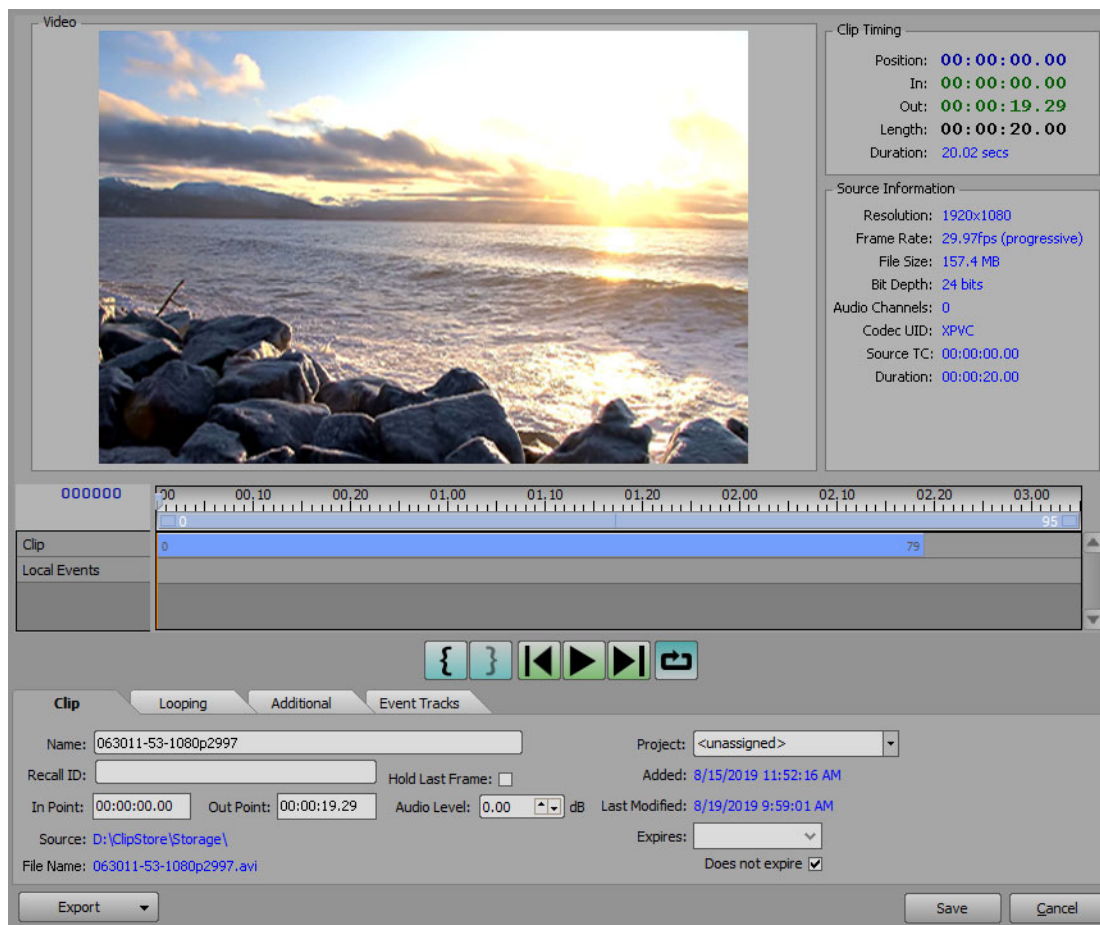 Video
Clip Timing
Position: 00:00:00.00
In: 00:00:00.00
Out: 00:00:19.29
Length: 00:00:20.00
Duration: 20.02 secs
Source Information
Resolution: 1920x1080
Frame Rate: 29.97fps (progressive)
File Size: 157.4 MB
Bit Depth: 24 bits
Audio Channels: 0
Codec UID: XPVC
Source TC: 00:00:00.00
Duration: 00:00:20.00
000000 00 00,10 00,20 01,00 01,10 01,20 02,00 02,10 02,20 03,00
0 95
Clip 0 79
Local Events
Clip Looping Additional Event Tracks
Name: 063011-53-1080p2997
Project: <unassigned>
Recall ID: Hold Last Frame:
Added: 8/15/2019 11:52:16 AM
In Point: 00:00:00.00 Out Point: 00:00:19.29 Audio Level: 0.00 dB
Last Modified: 8/19/2019 9:59:01 AM
Source: D:\ClipStore\Storage\
Expires:
File Name: 063011-53-1080p2997.avi
Does not expire
Export
Save Cancel